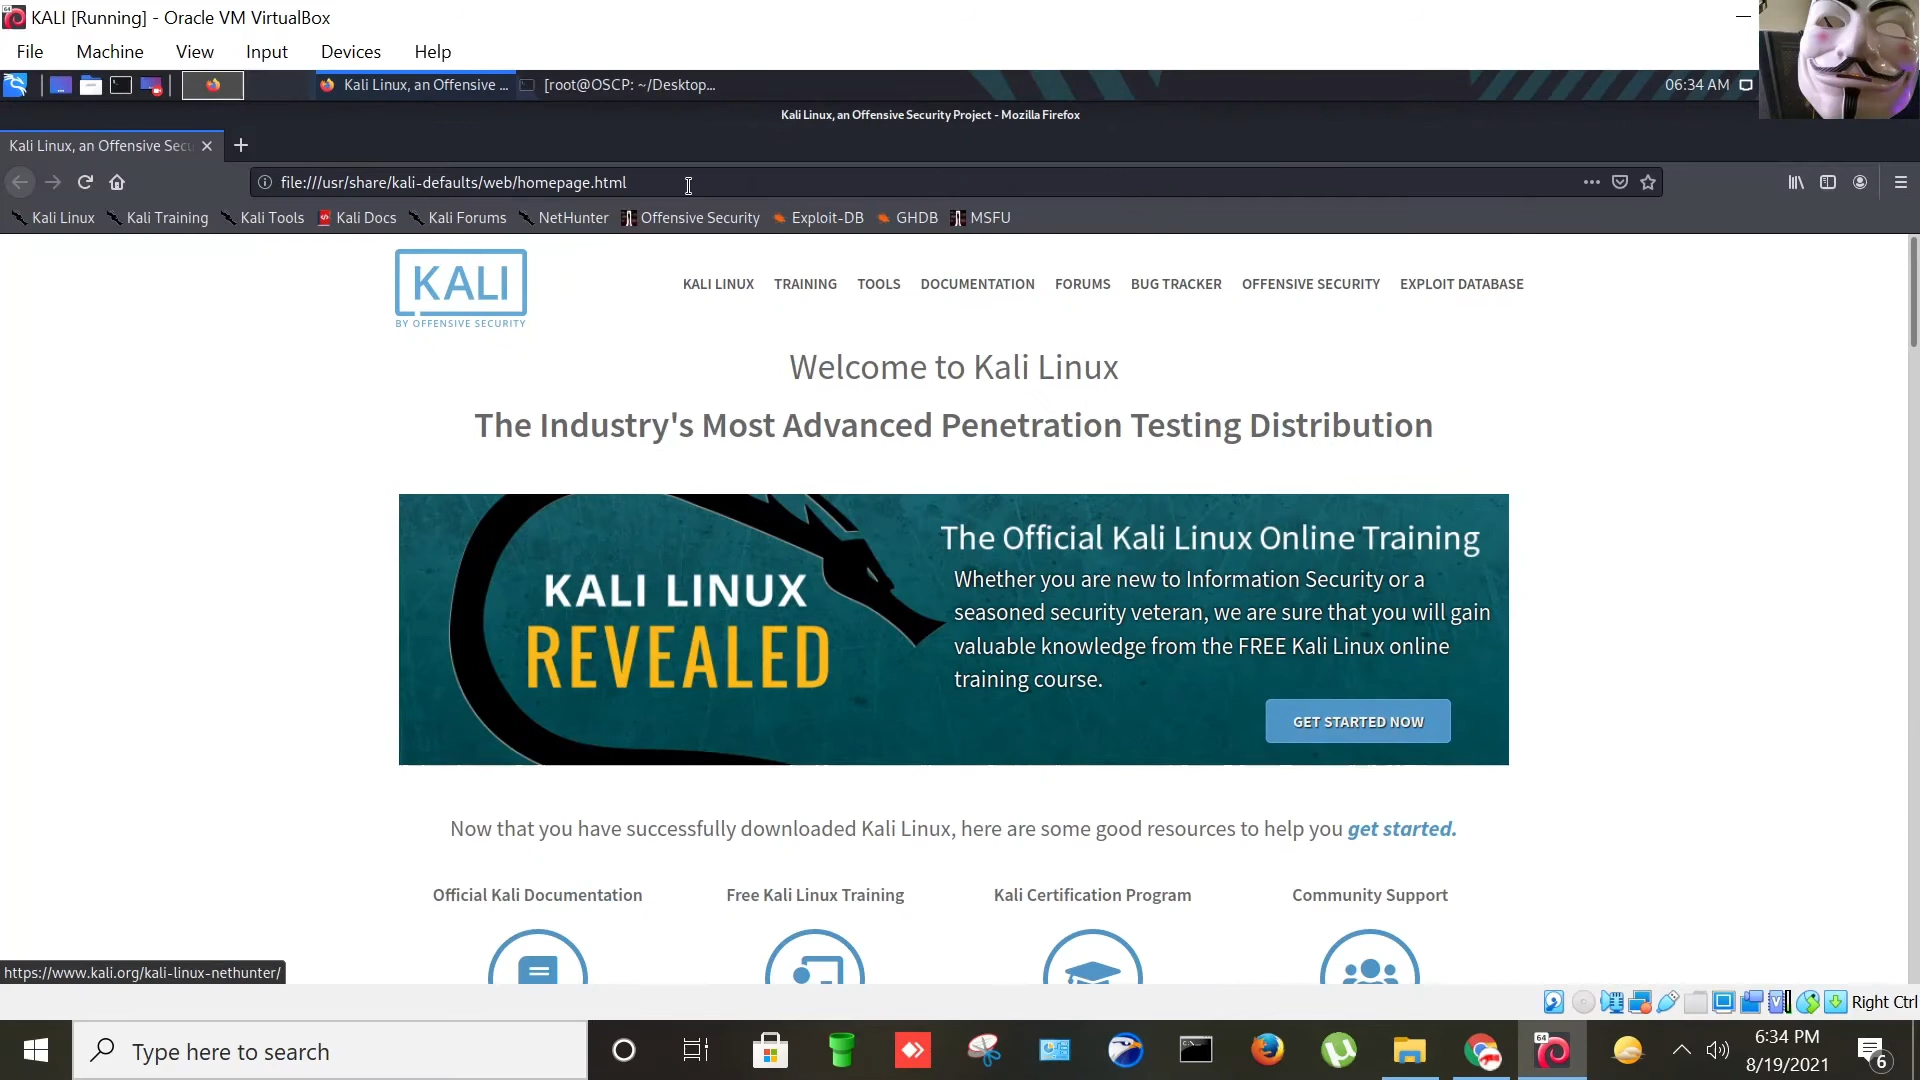 KALI [Running] - Oracle VM VirtualBox
File Machine View Input Devices Help
Kali Linux, an Offensive ... [root@OSCP: ~/Desktop... 06:34 AM
Kali Linux, an Offensive Security Project - Mozilla Firefox
Kali Linux, an Offensive Secu
file:///usr/share/kali-defaults/web/homepage.html
Kali Linux Kali Training Kali Tools Kali Docs Kali Forums NetHunter Offensive Security Exploit-DB GHDB MSFU
KALI
BY OFFENSIVE SECURITY
KALI LINUX TRAINING TOOLS DOCUMENTATION FORUMS BUG TRACKER OFFENSIVE SECURITY EXPLOIT DATABASE
Welcome to Kali Linux
The Industry's Most Advanced Penetration Testing Distribution
KALI LINUX
REVEALED
The Official Kali Linux Online Training
Whether you are new to Information Security or a
seasoned security veteran, we are sure that you will gain
valuable knowledge from the FREE Kali Linux online
training course.
GET STARTED NOW
Now that you have successfully downloaded Kali Linux, here are some good resources to help you get started.
Official Kali Documentation Free Kali Linux Training Kali Certification Program Community Support
https://www.kali.org/kali-linux-nethunter/
Right Ctrl
Type here to search
64
6:34 PM
8/19/2021
6